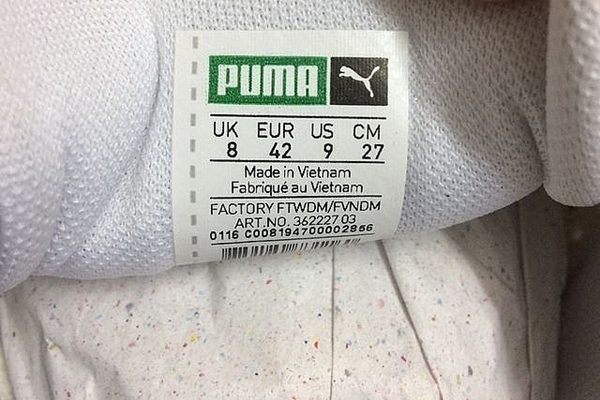 PUMA
UK EUR US CM
8 42 9 27
Made in Vietnam
Fabriqué au Vietnam
FACTORY FTWDM/FVNDM
ART.NO. 362227 03
0116 C008194700002866